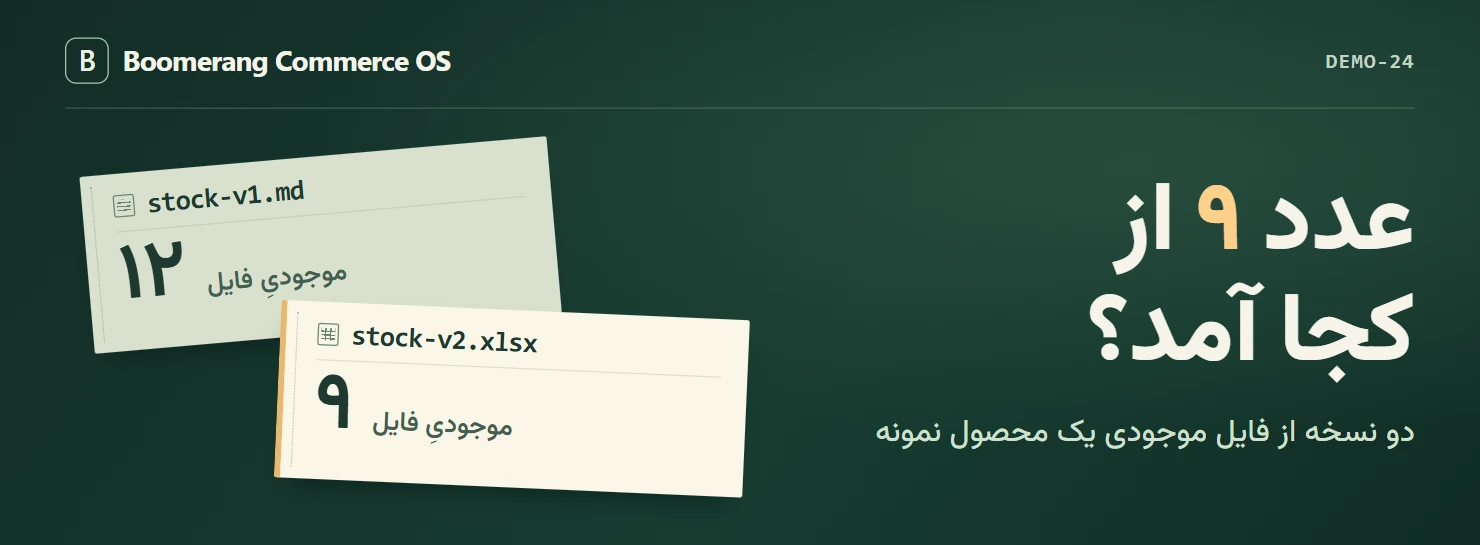 B Boomerang Commerce OS
DEMO-24
عدد ۹ از
کجا آمد؟
دو نسخه از فایل موجودی یک محصول نمونه
stock-v1.md
۱۲ موجودیِ فایل
stock-v2.xlsx
۹ موجودیِ فایل